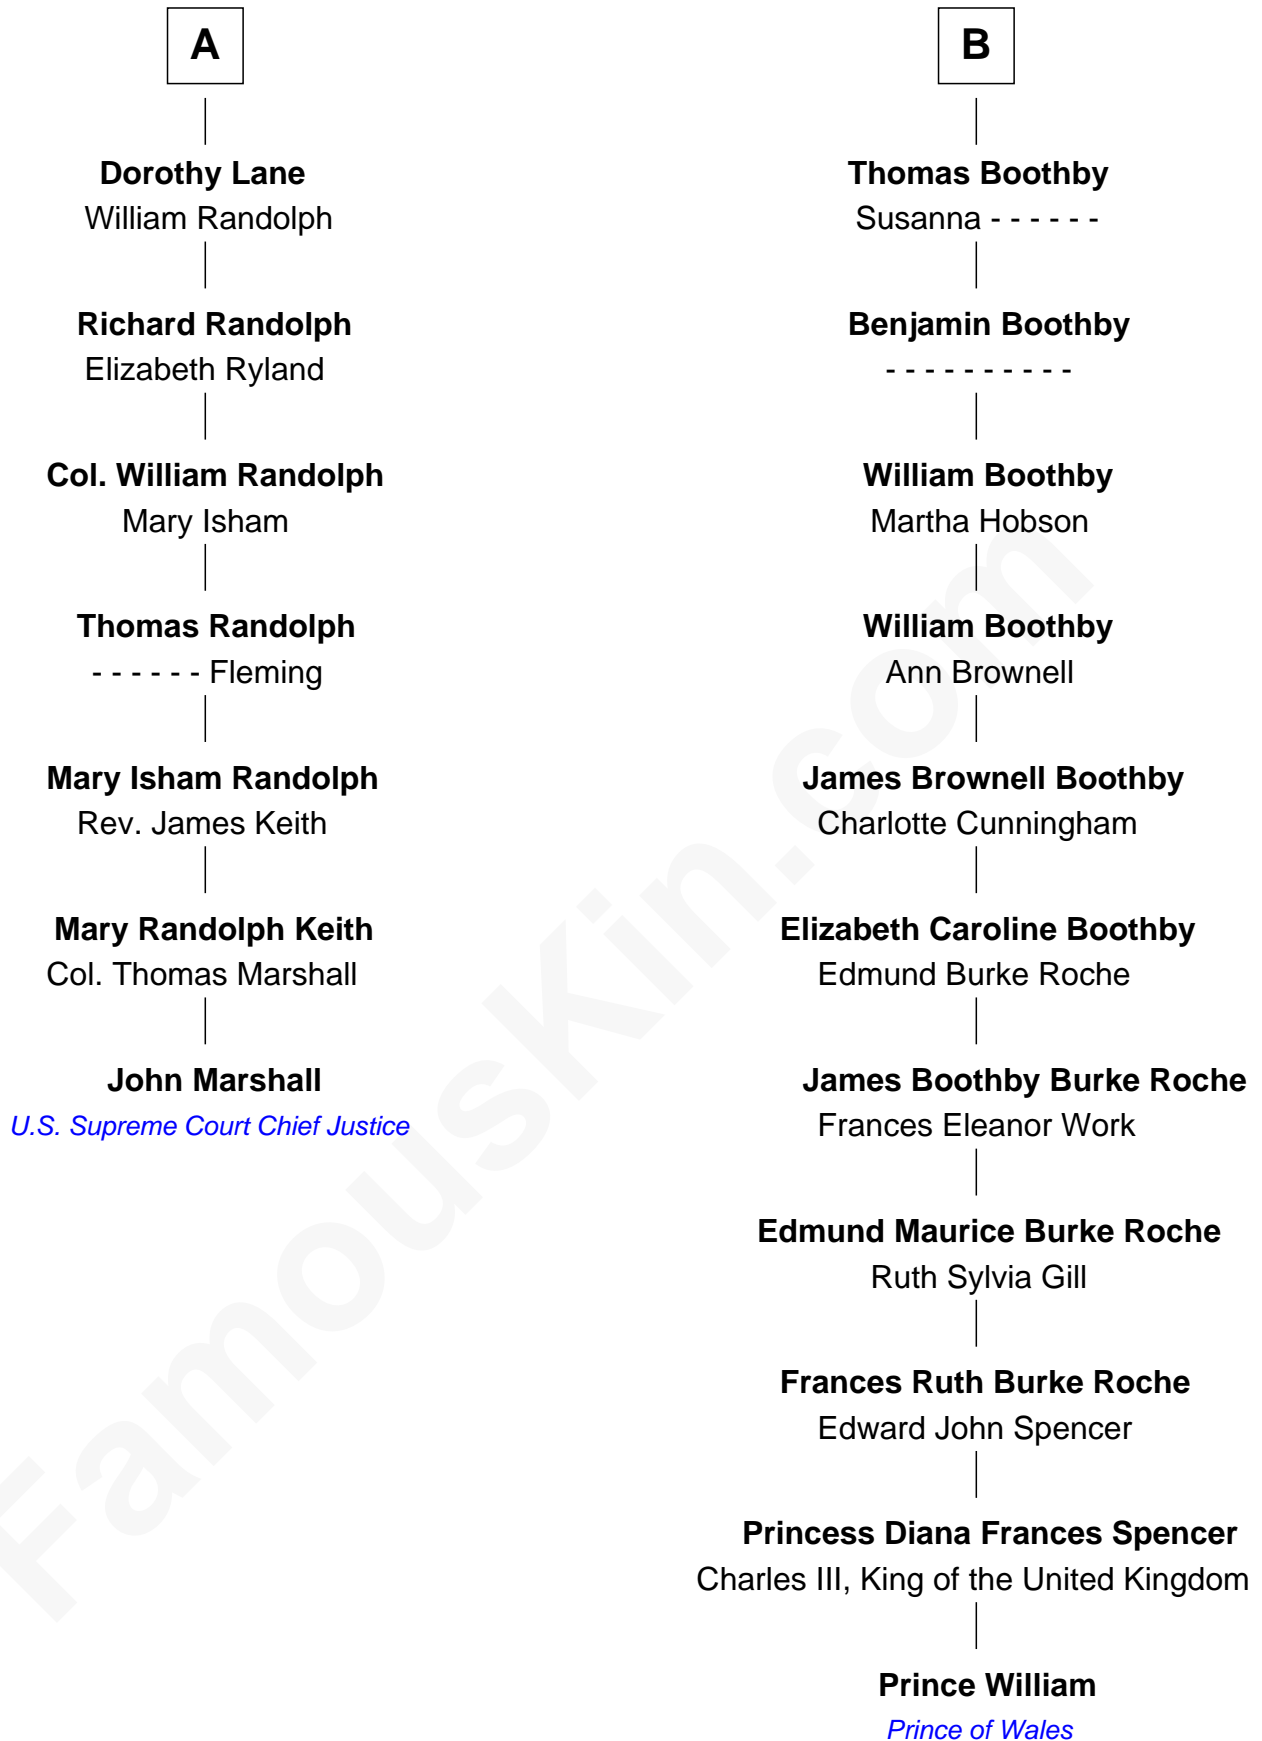 A
Dorothy Lane
William Randolph
Richard Randolph
Elizabeth Ryland
Col. William Randolph
Mary Isham
Thomas Randolph
- - - - - - Fleming
Mary Isham Randolph
Rev. James Keith
Mary Randolph Keith
Col. Thomas Marshall
John Marshall
U.S. Supreme Court Chief Justice
B
Thomas Boothby
Susanna - - - - - -
Benjamin Boothby
- - - - - - - - - -
William Boothby
Martha Hobson
William Boothby
Ann Brownell
James Brownell Boothby
Charlotte Cunningham
Elizabeth Caroline Boothby
Edmund Burke Roche
James Boothby Burke Roche
Frances Eleanor Work
Edmund Maurice Burke Roche
Ruth Sylvia Gill
Frances Ruth Burke Roche
Edward John Spencer
Princess Diana Frances Spencer
Charles III, King of the United Kingdom
Prince William
Prince of Wales
FamousKin.com